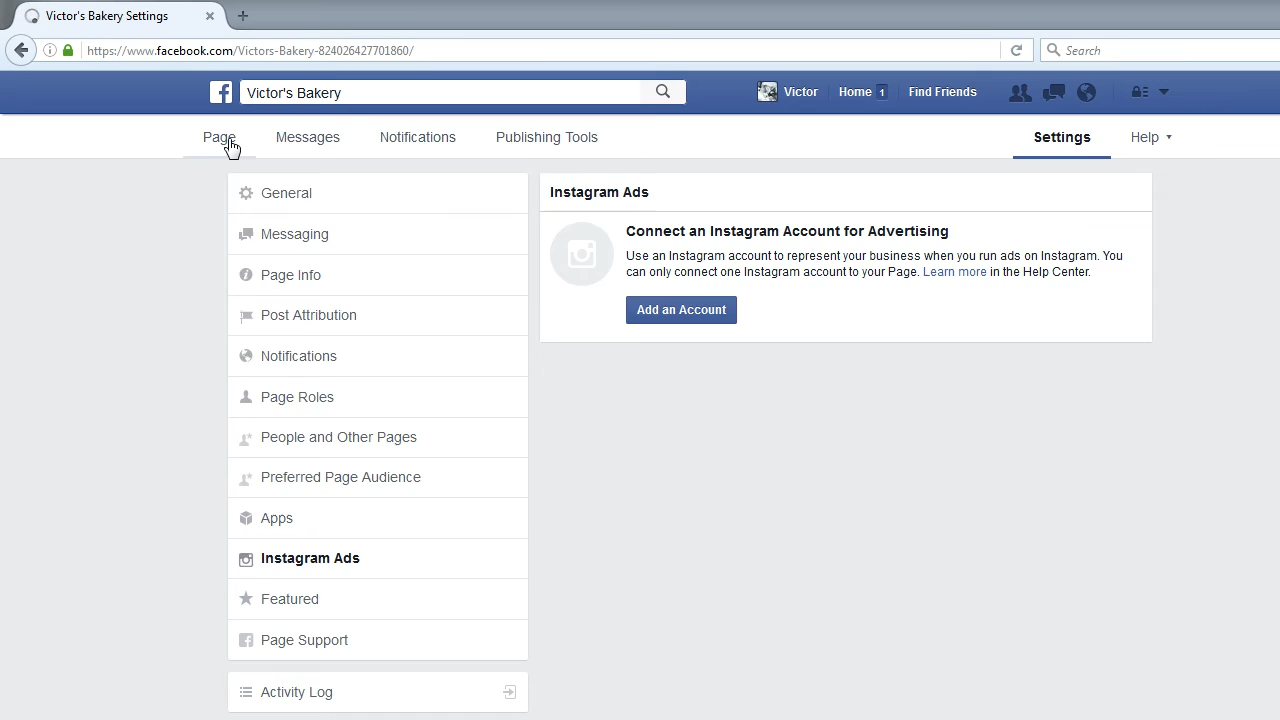 Victor's Bakery Settings
https://www.facebook.com/Victors-Bakery-824026427701860/
Search
Victor's Bakery
Victor
Home 1
Find Friends
Page
Messages
Notifications
Publishing Tools
Settings
Help
General
Messaging
Page Info
Post Attribution
Notifications
Page Roles
People and Other Pages
Preferred Page Audience
Apps
Instagram Ads
Featured
Page Support
Activity Log
Instagram Ads
Connect an Instagram Account for Advertising
Use an Instagram account to represent your business when you run ads on Instagram. You
can only connect one Instagram account to your Page. Learn more in the Help Center.
Add an Account